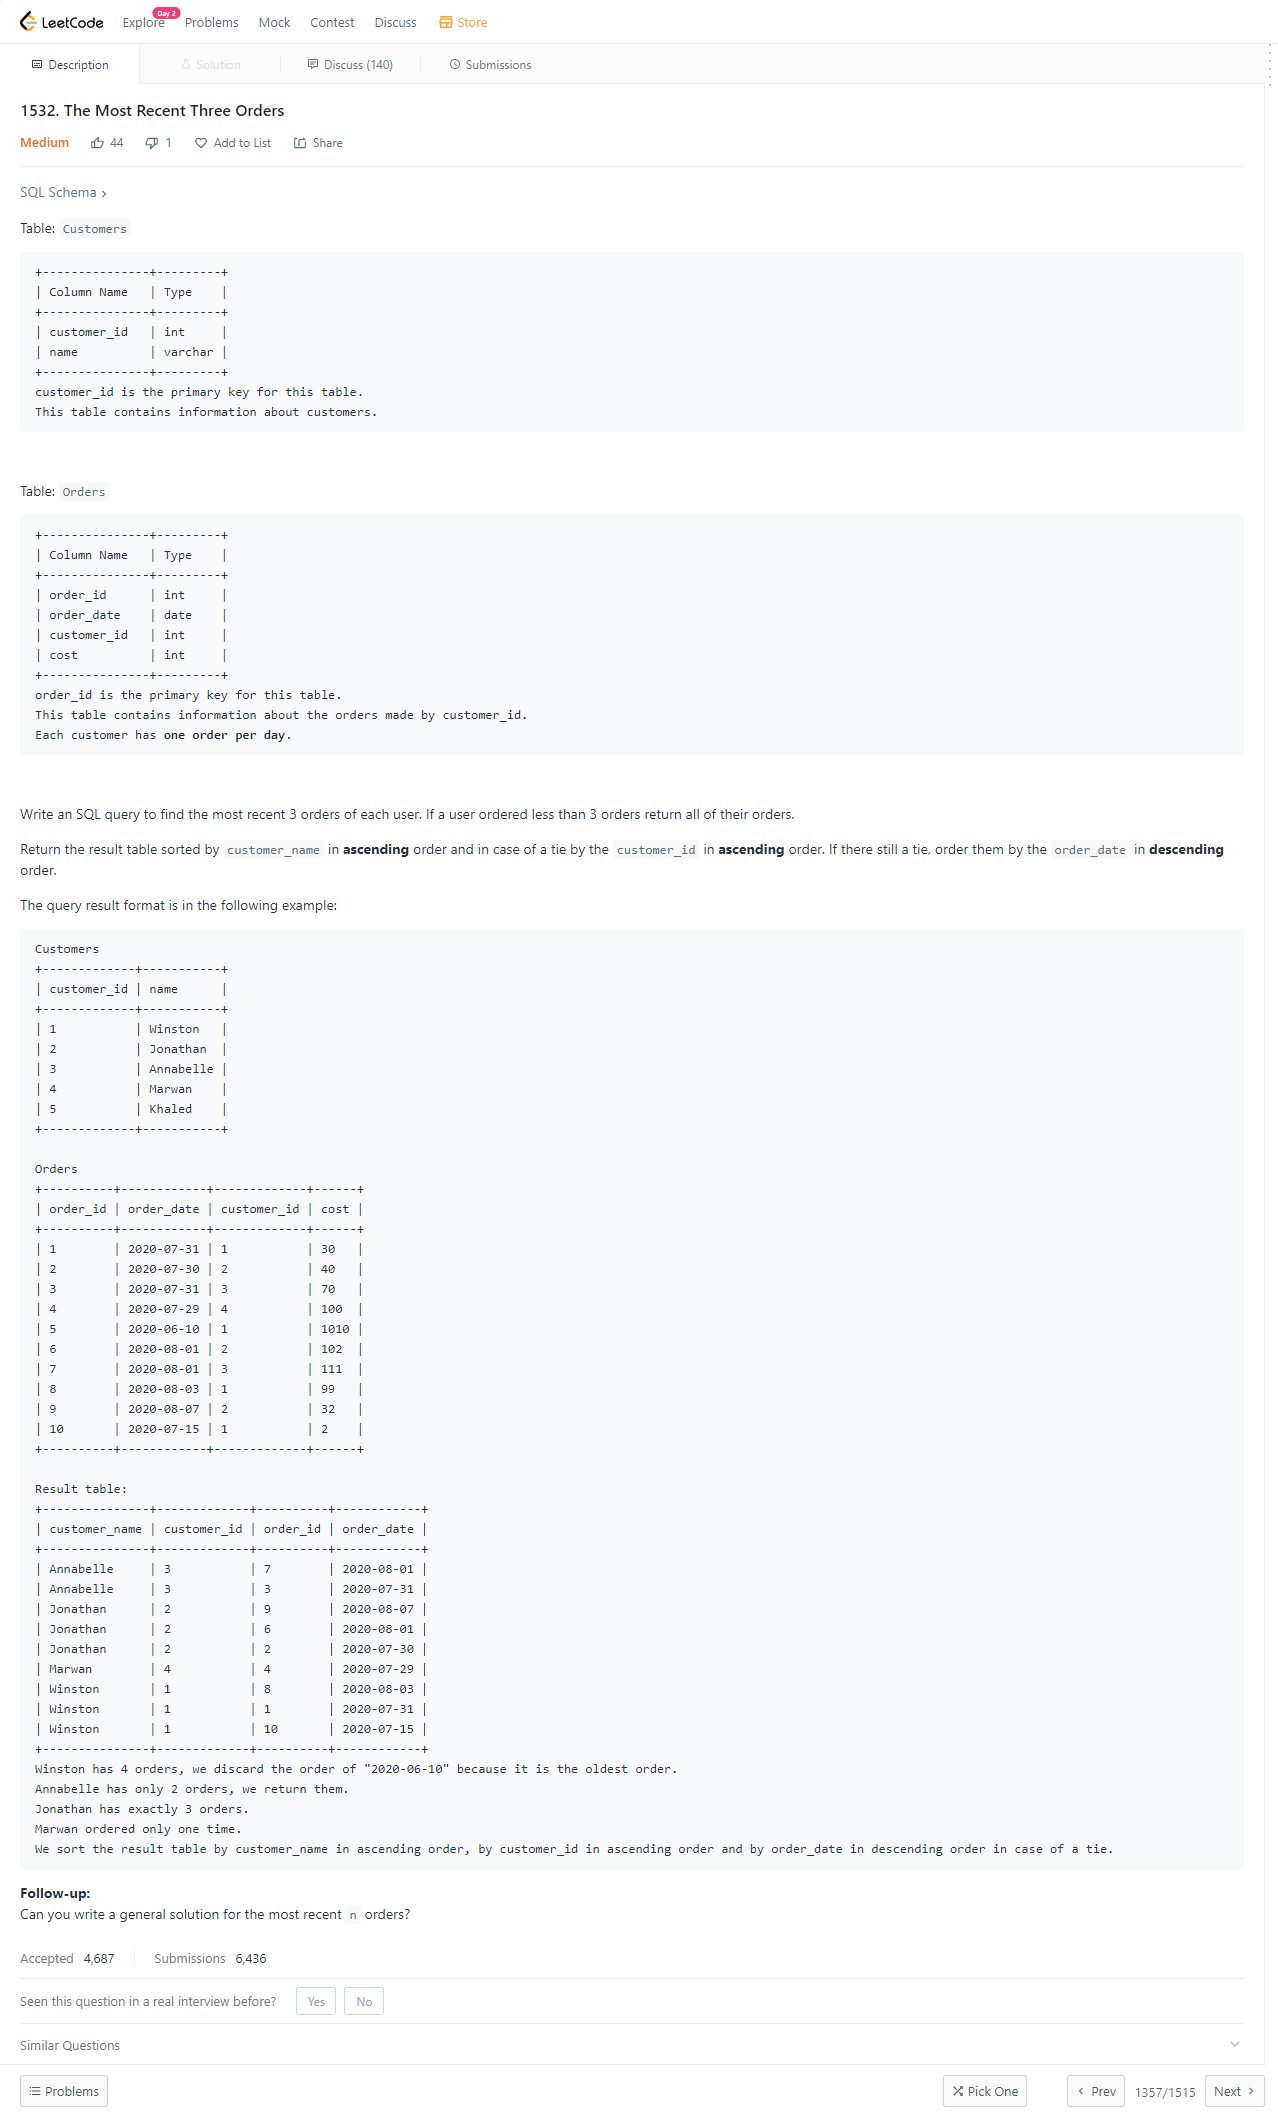 LeetCode Explore Day 2 Problems Mock Contest Discuss Store
Description Solution Discuss (140) Submissions
1532. The Most Recent Three Orders
Medium 44 1 Add to List Share
SQL Schema >
Table: Customers
+---------------+---------+
| Column Name   | Type    |
+---------------+---------+
| customer_id   | int     |
| name          | varchar |
+---------------+---------+
customer_id is the primary key for this table.
This table contains information about customers.
Table: Orders
+---------------+---------+
| Column Name   | Type    |
+---------------+---------+
| order_id      | int     |
| order_date    | date    |
| customer_id   | int     |
| cost          | int     |
+---------------+---------+
order_id is the primary key for this table.
This table contains information about the orders made by customer_id.
Each customer has one order per day.
Write an SQL query to find the most recent 3 orders of each user. If a user ordered less than 3 orders return all of their orders.
Return the result table sorted by customer_name in ascending order and in case of a tie by the customer_id in ascending order. If there still a tie, order them by the order_date in descending
order.
The query result format is in the following example:
Customers
+-------------+-----------+
| customer_id | name      |
+-------------+-----------+
| 1           | Winston   |
| 2           | Jonathan  |
| 3           | Annabelle |
| 4           | Marwan    |
| 5           | Khaled    |
+-------------+-----------+
Orders
+----------+------------+-------------+------+
| order_id | order_date | customer_id | cost |
+----------+------------+-------------+------+
| 1        | 2020-07-31 | 1           | 30   |
| 2        | 2020-07-30 | 2           | 40   |
| 3        | 2020-07-31 | 3           | 70   |
| 4        | 2020-07-29 | 4           | 100  |
| 5        | 2020-06-10 | 1           | 1010 |
| 6        | 2020-08-01 | 2           | 102  |
| 7        | 2020-08-01 | 3           | 111  |
| 8        | 2020-08-03 | 1           | 99   |
| 9        | 2020-08-07 | 2           | 32   |
| 10       | 2020-07-15 | 1           | 2    |
+----------+------------+-------------+------+
Result table:
+---------------+-------------+----------+------------+
| customer_name | customer_id | order_id | order_date |
+---------------+-------------+----------+------------+
| Annabelle     | 3           | 7        | 2020-08-01 |
| Annabelle     | 3           | 3        | 2020-07-31 |
| Jonathan      | 2           | 9        | 2020-08-07 |
| Jonathan      | 2           | 6        | 2020-08-01 |
| Jonathan      | 2           | 2        | 2020-07-30 |
| Marwan        | 4           | 4        | 2020-07-29 |
| Winston       | 1           | 8        | 2020-08-03 |
| Winston       | 1           | 1        | 2020-07-31 |
| Winston       | 1           | 10       | 2020-07-15 |
+---------------+-------------+----------+------------+
Winston has 4 orders, we discard the order of "2020-06-10" because it is the oldest order.
Annabelle has only 2 orders, we return them.
Jonathan has exactly 3 orders.
Marwan ordered only one time.
We sort the result table by customer_name in ascending order, by customer_id in ascending order and by order_date in descending order in case of a tie.
Follow-up:
Can you write a general solution for the most recent n orders?
Accepted 4,687 Submissions 6,436
Seen this question in a real interview before? Yes No
Similar Questions
Problems Pick One < Prev 1357/1515 Next >